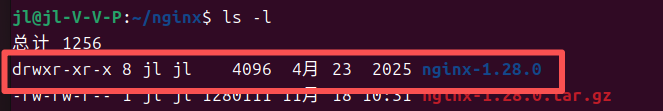 jl@jl-V-V-P:~/nginx$ ls -l
总计 1256
drwxr-xr-x 8 jl jl    4096  4月 23  2025 nginx-1.28.0
-rw-rw-r-- 1 jl jl 1280111 11月 18 10:31 nginx-1.28.0.tar.gz